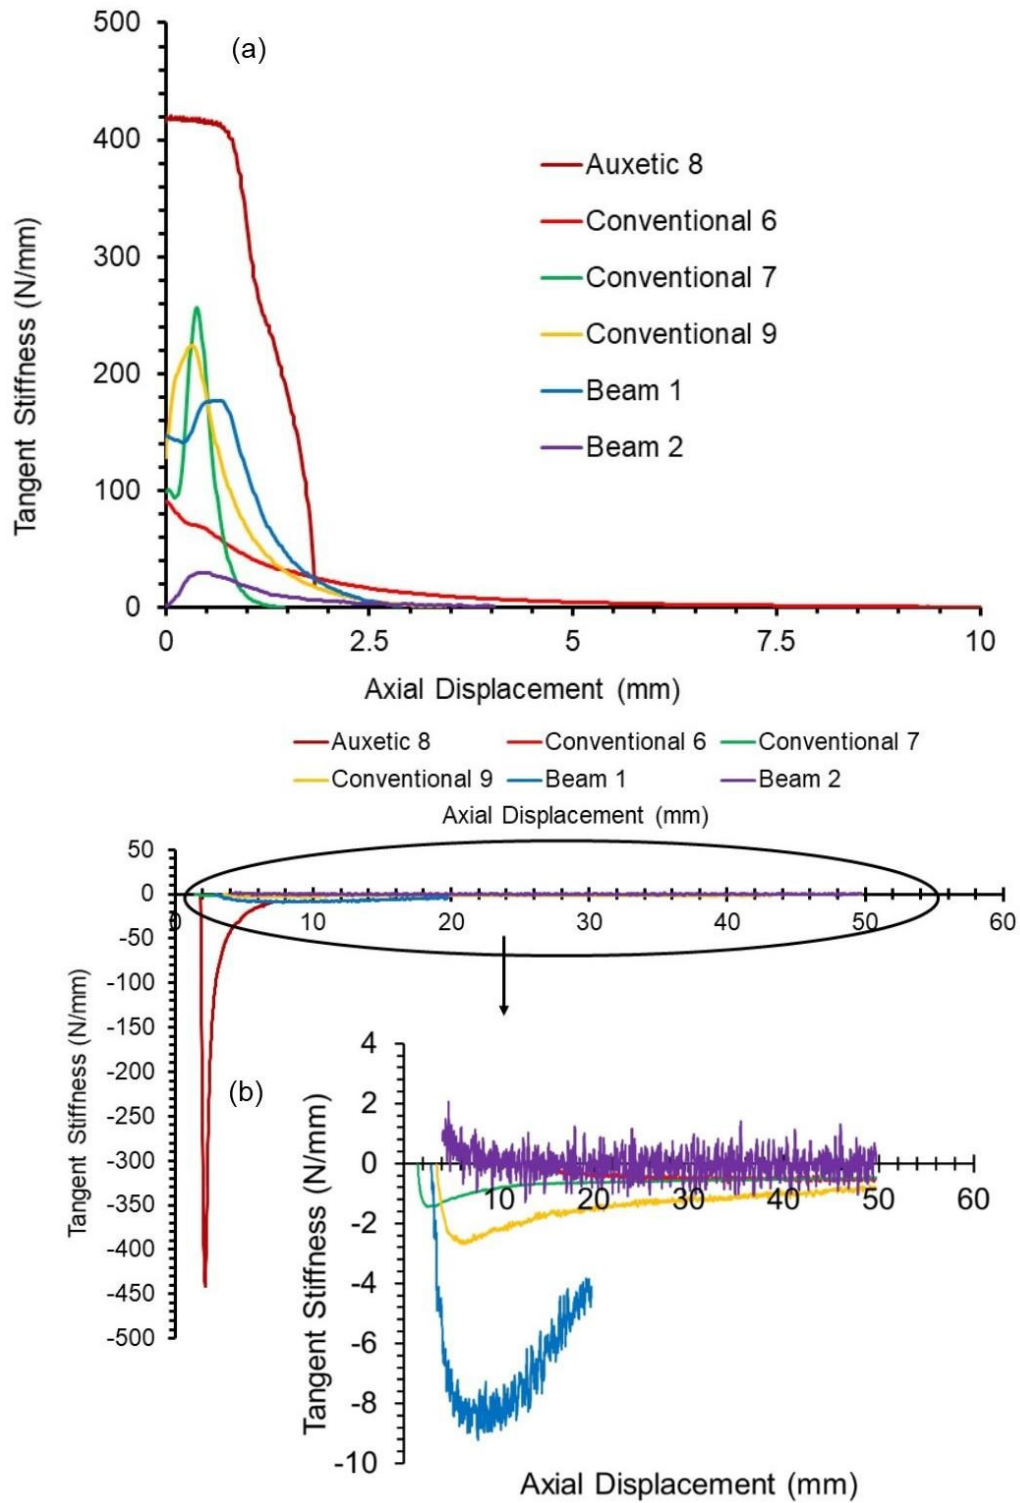 500
(a)
400
Auxetic 8
Conventional 6
300
Conventional 7
Conventional 9
200
Beam 1
Beam 2
100
0
Tangent Stiffness (N/mm)
0 2.5 5 7.5 10
Axial Displacement (mm)
Auxetic 8 Conventional 6 Conventional 7
Conventional 9 Beam 1 Beam 2
Axial Displacement (mm)
50
0
0 10 20 30 40 50 60
-50
-100
-150
-200
-250
-300
-350
-400
-450
-500
Tangent Stiffness (N/mm)
(b)
4
2
0
10 20 30 40 50 60
-2
-4
-6
-8
-10
Tangent Stiffness (N/mm)
Axial Displacement (mm)